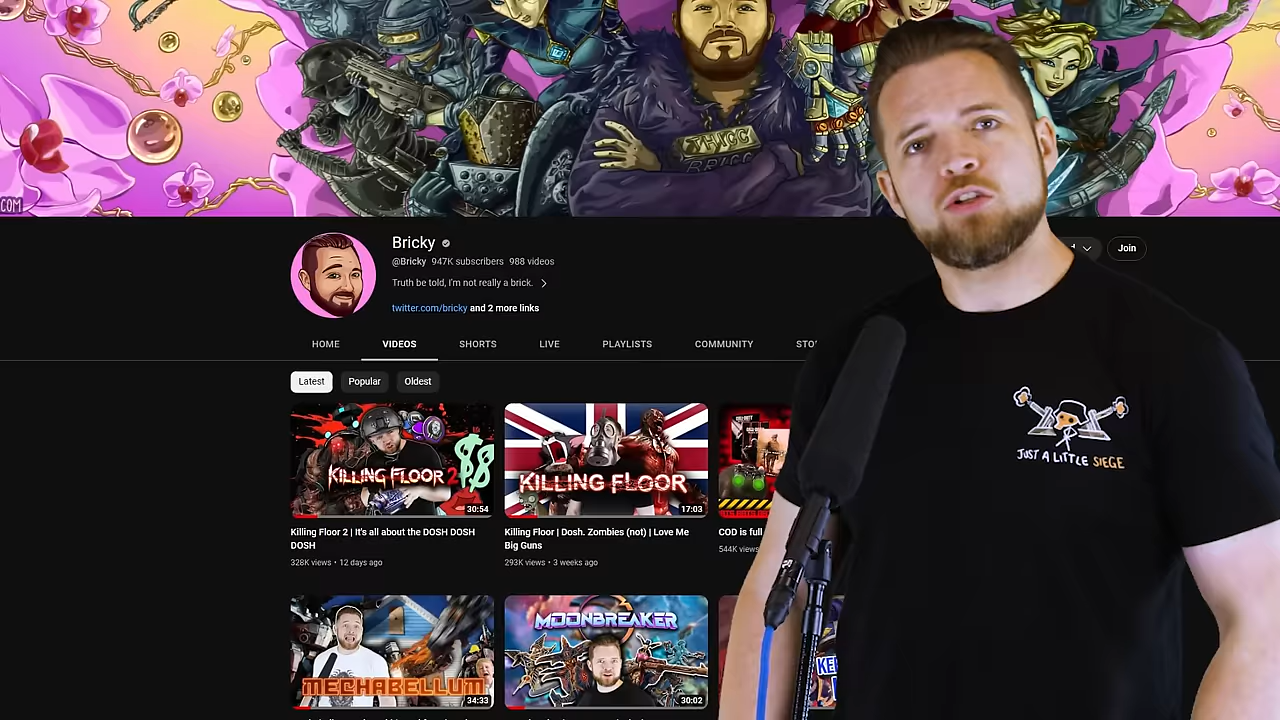 THICC
BRICC
COM
Bricky
@Bricky 947K subscribers 988 videos
Truth be told, I'm not really a brick.
twitter.com/bricky and 2 more links
Join
HOME VIDEOS SHORTS LIVE PLAYLISTS COMMUNITY
Latest Popular Oldest
KILLING FLOOR 2
30:54
KILLING FLOOR
17:03
Killing Floor 2 | It's all about the DOSH DOSH
DOSH
328K views • 12 days ago
Killing Floor | Dosh. Zombies (not) | Love Me
Big Guns
293K views • 3 weeks ago
COD is full
544K views
JUST A LITTLE SIEGE
MECHABELLUM
34:33
MOONBREAKER
30:02